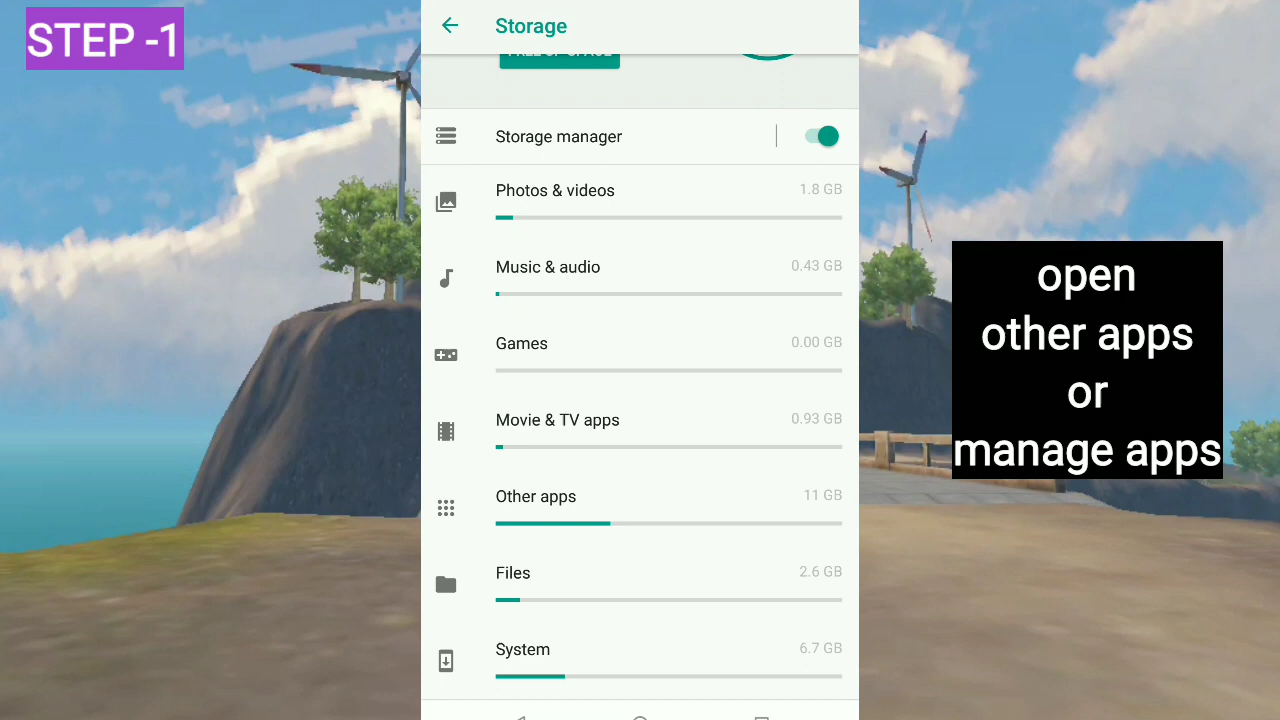 STEP -1
Storage
Storage manager
Photos & videos 1.8 GB
Music & audio 0.43 GB
Games 0.00 GB
Movie & TV apps 0.93 GB
Other apps 11 GB
Files 2.6 GB
System 6.7 GB
open
other apps
or
manage apps